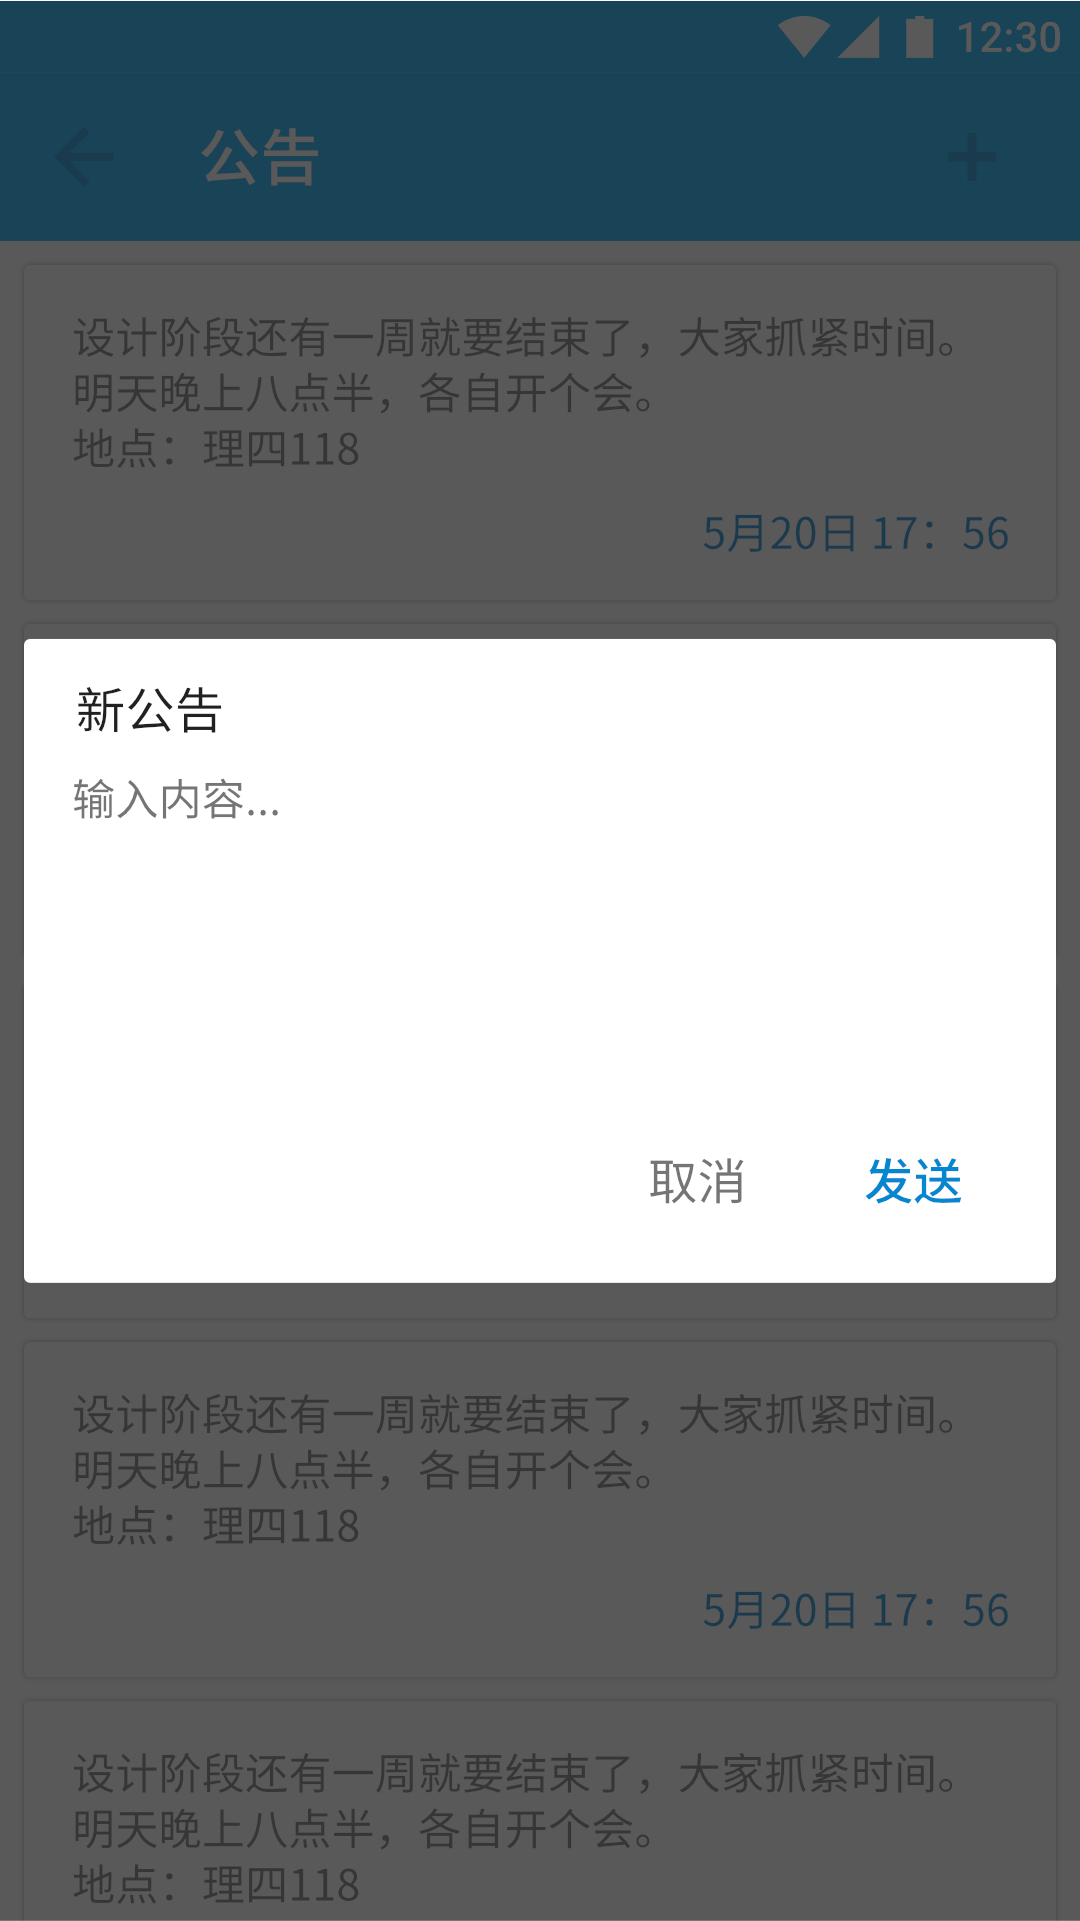 12:30
公告
设计阶段还有一周就要结束了，大家抓紧时间。
明天晚上八点半，各自开个会。
地点：理四118
5月20日 17：56
新公告
输入内容...
取消 发送
设计阶段还有一周就要结束了，大家抓紧时间。
明天晚上八点半，各自开个会。
地点：理四118
5月20日 17：56
设计阶段还有一周就要结束了，大家抓紧时间。
明天晚上八点半，各自开个会。
地点：理四118